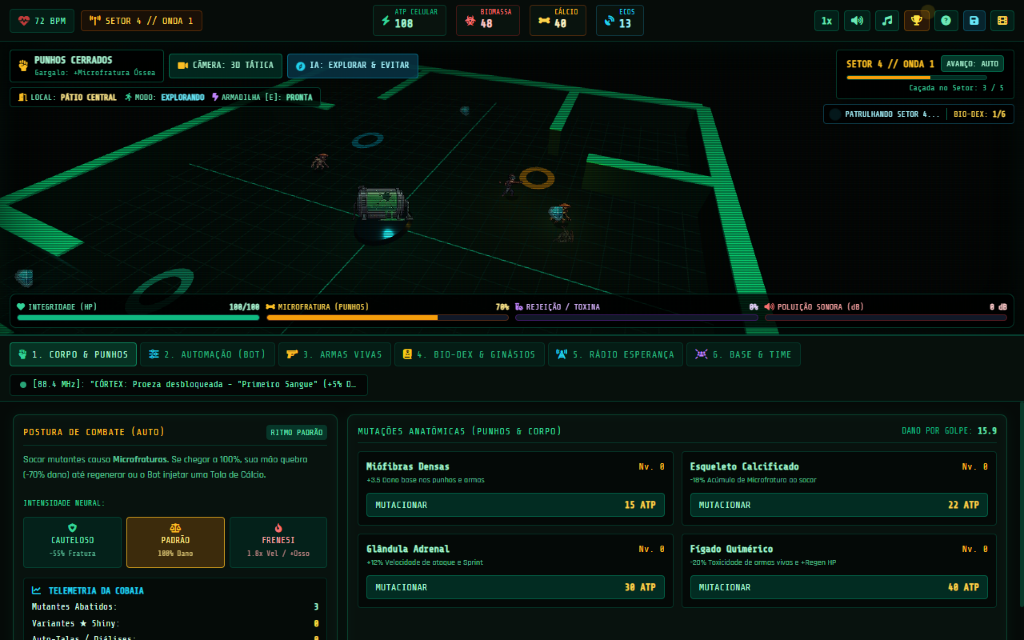 72 BPM
SETOR 4 // ONDA 1
ATP CELULAR
108
BIOMASSA
48
CÁLCIO
40
ECOS
13
1x
PUNHOS CERRADOS
Gargalo: +Microfratura Óssea
CÂMERA: 3D TÁTICA
IA: EXPLORAR & EVITAR
LOCAL: PÁTIO CENTRAL
MODO: EXPLORANDO
ARMADILHA [E]: PRONTA
SETOR 4 // ONDA 1
AVANÇO: AUTO
Caçada no Setor: 3 / 5
PATRULHANDO SETOR 4...
BIO-DEX: 1/6
INTEGRIDADE (HP)
100/100
MICROFRATURA (PUNHOS)
70%
REJEIÇÃO / TOXINA
0%
POLUIÇÃO SONORA (dB)
0 dB
1. CORPO & PUNHOS
2. AUTOMAÇÃO (BOT)
3. ARMAS VIVAS
4. BIO-DEX & GINÁSIOS
5. RÁDIO ESPERANÇA
6. BASE & TIME
[88.4 MHz]: "CÓRTEX: Proeza desbloqueada - "Primeiro Sangue" (+5% D…
POSTURA DE COMBATE (AUTO)
RITMO PADRÃO
Socar mutantes causa Microfraturas. Se chegar a 100%, sua mão quebra
(-70% dano) até regenerar ou o Bot injetar uma Tala de Cálcio.
INTENSIDADE NEURAL:
CAUTELOSO
-55% Fratura
PADRÃO
100% Dano
FRENESI
1.8x Vel / +Osso
TELEMETRIA DA COBAIA
Mutantes Abatidos:
3
Variantes ★ Shiny:
0
Auto-Talas / Diálises:
0
MUTAÇÕES ANATÔMICAS (PUNHOS & CORPO)
DANO POR GOLPE: 15.9
Miófibras Densas
Nv. 0
+3.5 Dano base nos punhos e armas
MUTACIONAR
15 ATP
Esqueleto Calcificado
Nv. 0
-18% Acúmulo de Microfratura ao socar
MUTACIONAR
22 ATP
Glândula Adrenal
Nv. 0
+12% Velocidade de ataque e Sprint
MUTACIONAR
30 ATP
Fígado Quimérico
Nv. 0
-20% Toxicidade de armas vivas e +Regen HP
MUTACIONAR
40 ATP